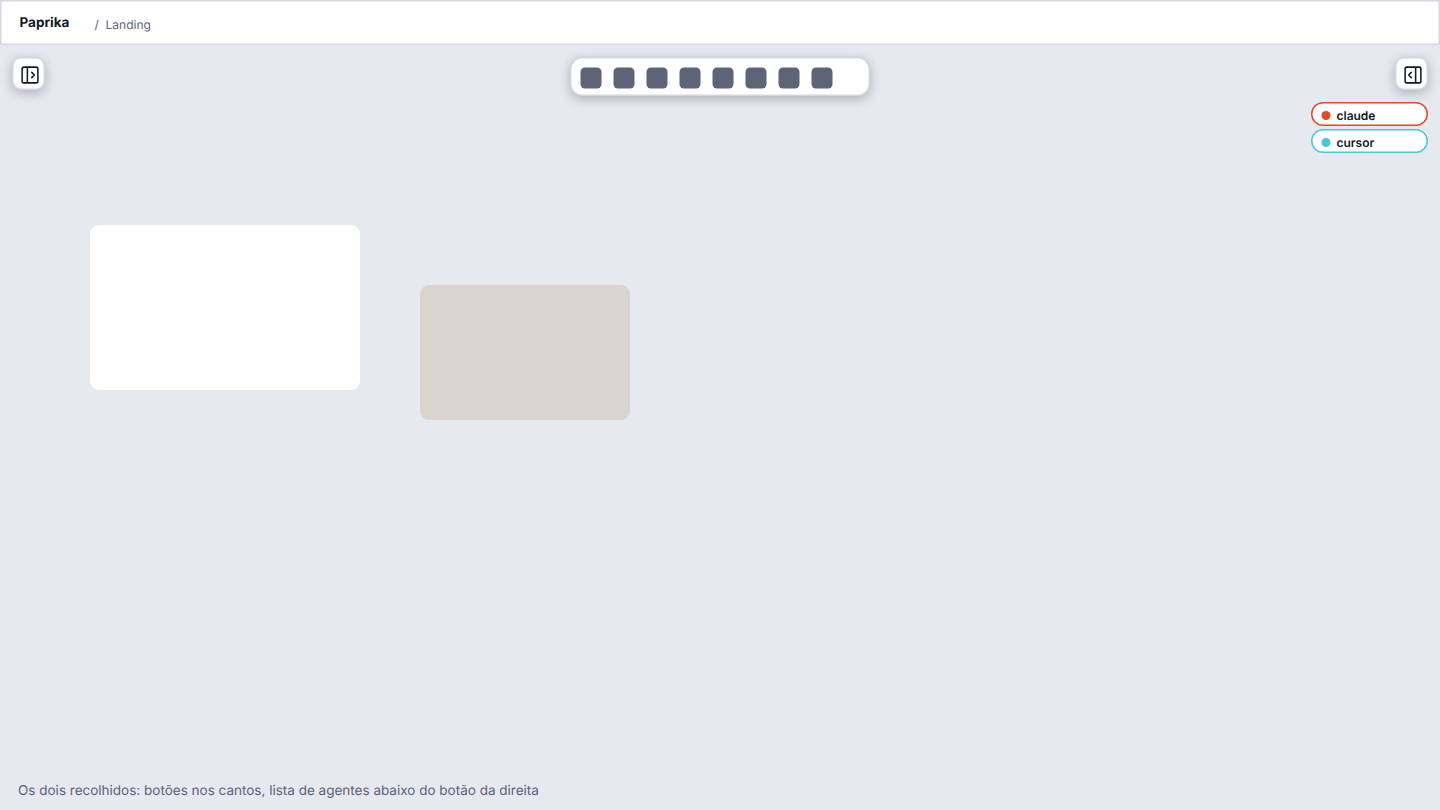 Paprika / Landing
claude
cursor
Os dois recolhidos: botões nos cantos, lista de agentes abaixo do botão da direita